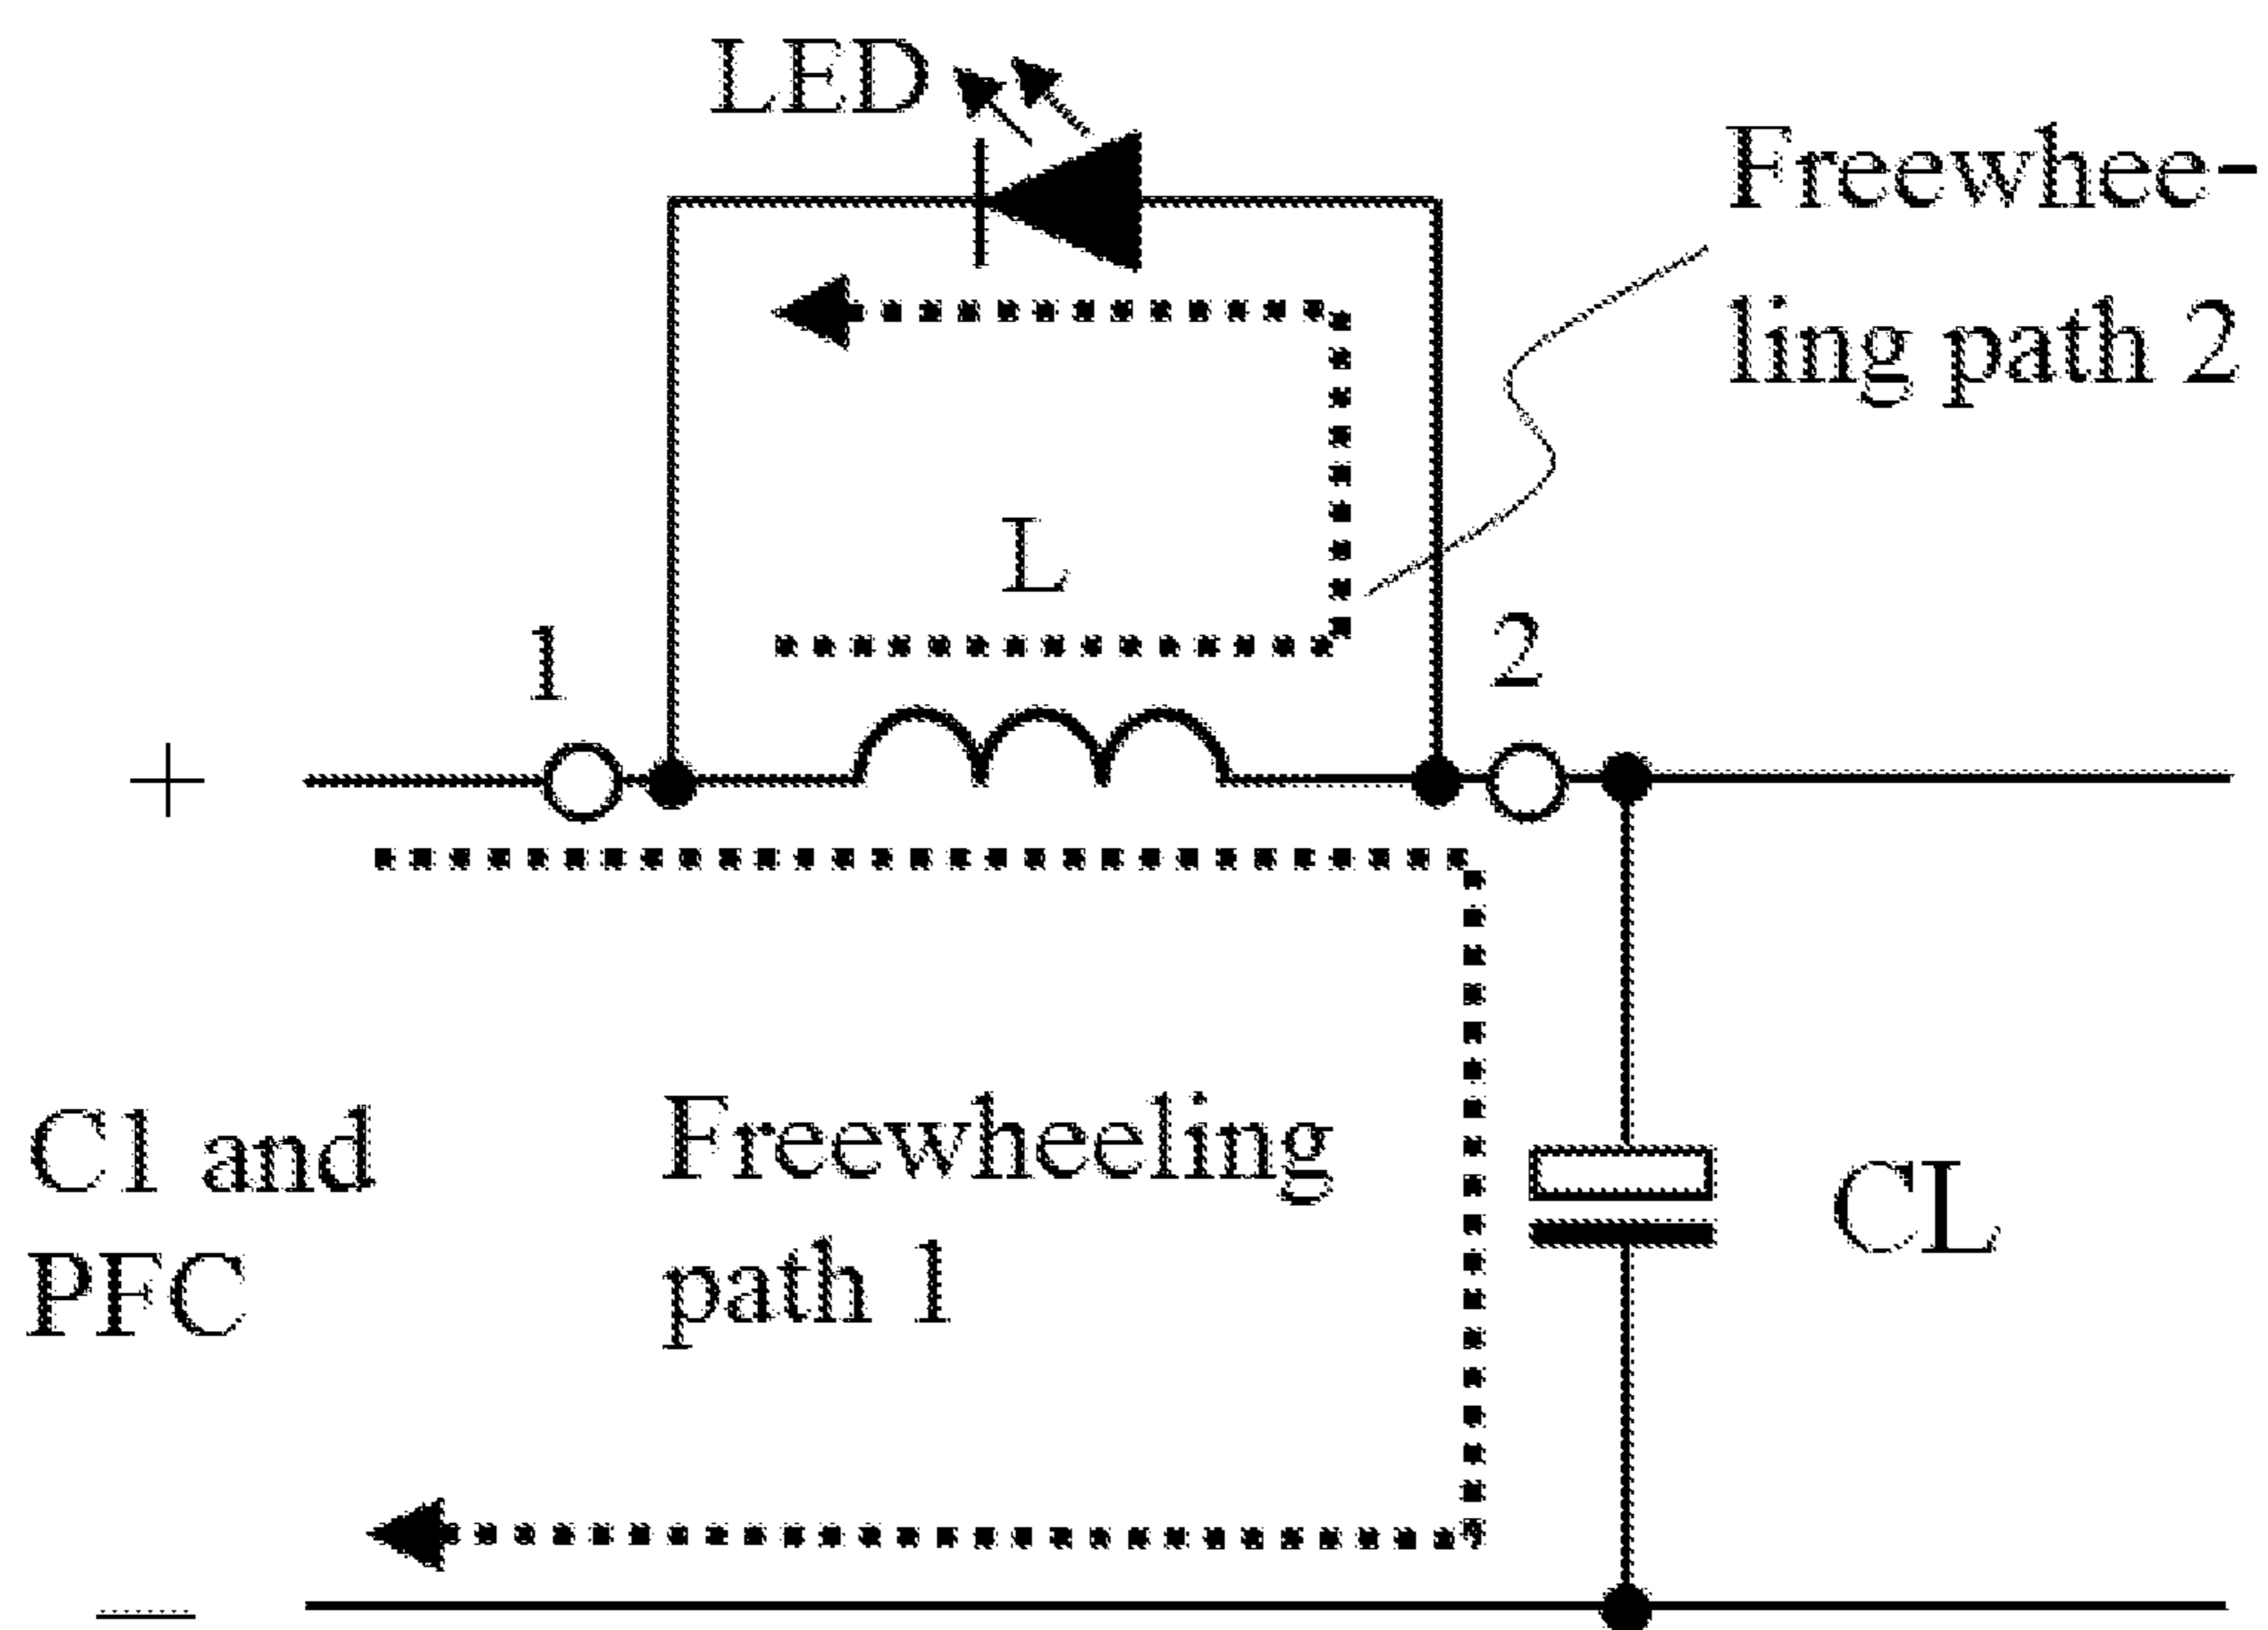 LED
Freewhee-
ling path 2
L
1
2
+
C1 and
PFC
Freewheeling
path 1
CL
—